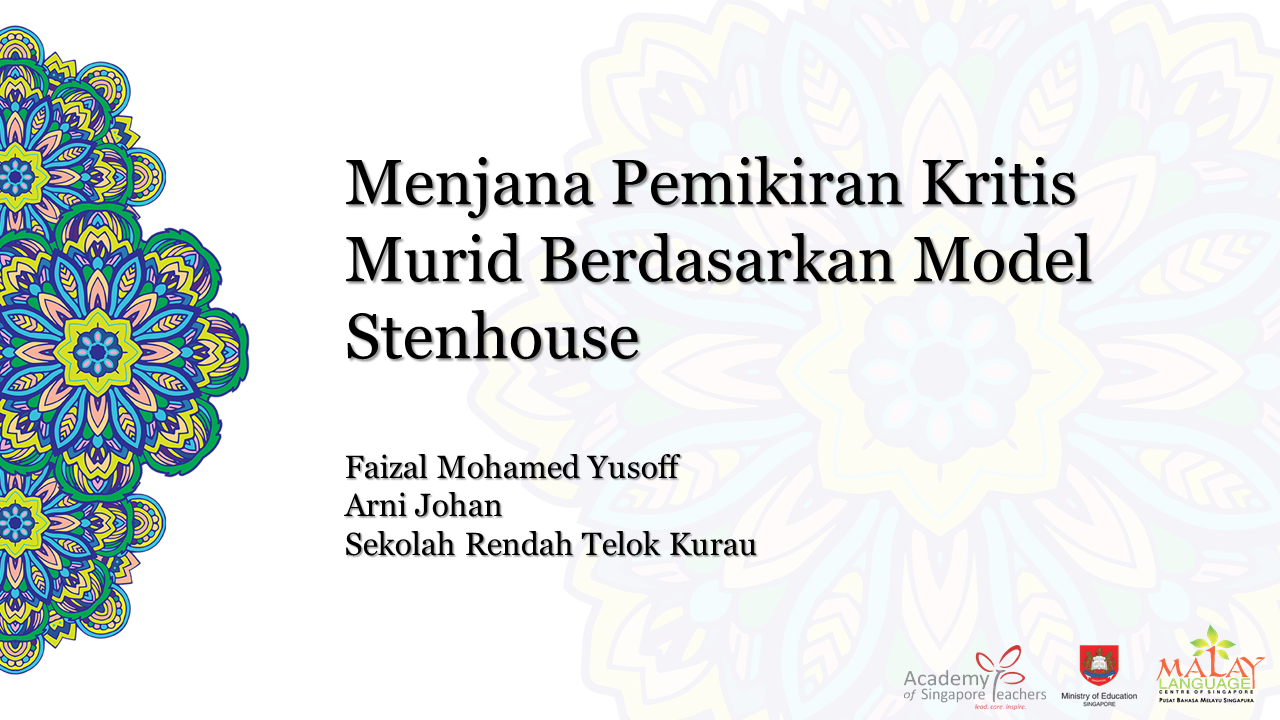 Menjana Pemikiran Kritis
Murid Berdasarkan Model
Stenhouse
Faizal Mohamed Yusoff
Arni Johan
Sekolah Rendah Telok Kurau
Academy
of Singapore Teachers
lead. care. inspire.
Ministry of Education
SINGAPORE
MALAY
LANGUAGE
CENTRE OF SINGAPORE
PUSAT BAHASA MELAYU SINGAPURA